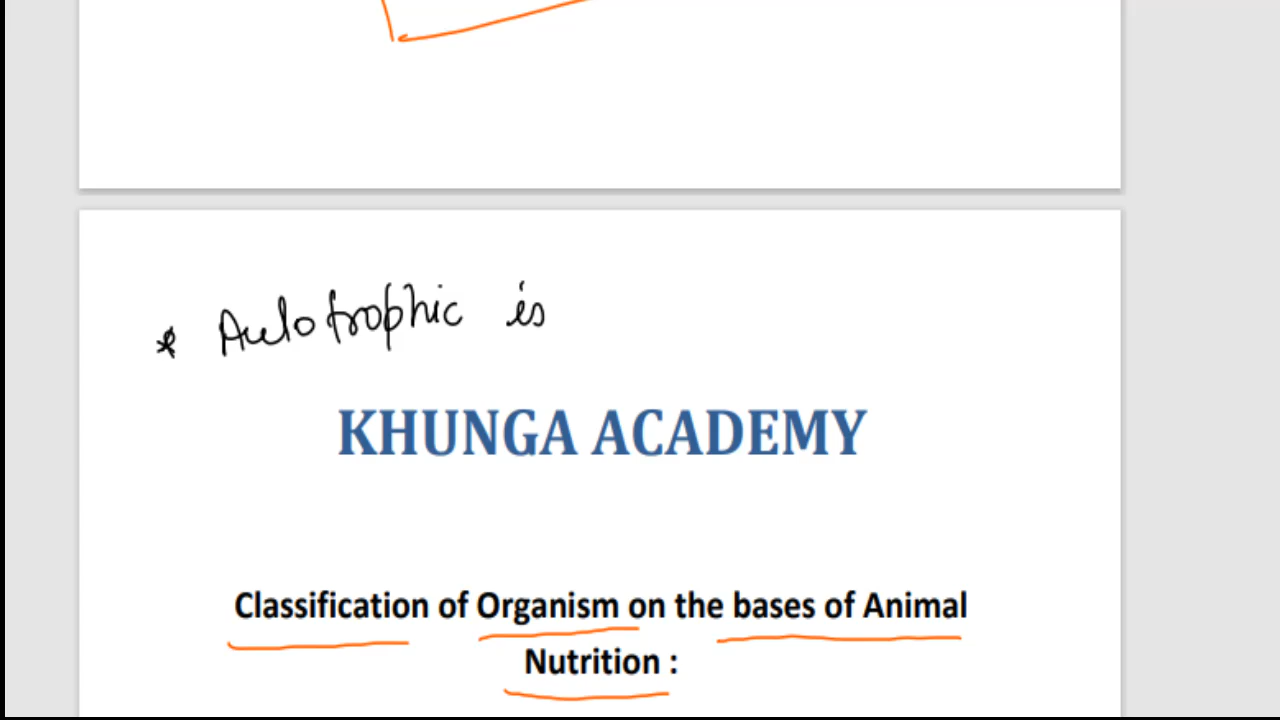 * Autotrophic is
KHUNGA ACADEMY
Classification of Organism on the bases of Animal
Nutrition :